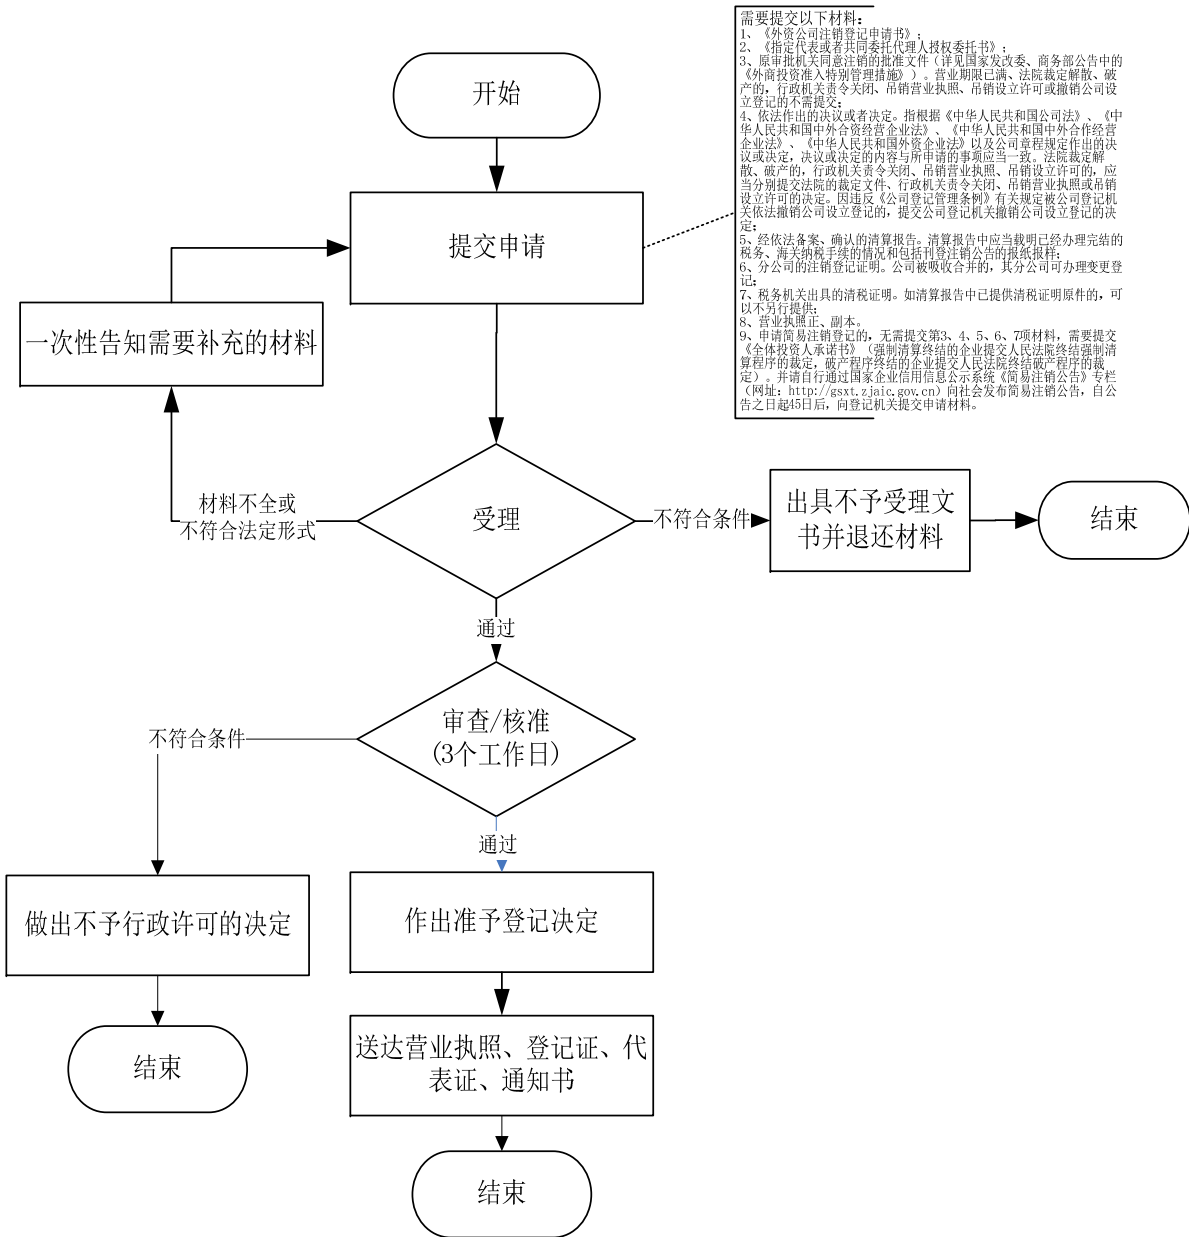 需要提交以下材料：
1、《外资公司注销登记申请书》；
2、《指定代表或者共同委托代理人授权委托书》；
3、原审批机关同意注销的批准文件（详见国家发改委、商务部公告中的
《外商投资准入特别管理措施》）。营业期限已满、法院裁定解散、破
产的，行政机关责令关闭、吊销营业执照、吊销设立许可或撤销公司设
立登记的不需提交；
4、依法作出的决议或者决定。指根据《中华人民共和国公司法》、《中
华人民共和国中外合资经营企业法》、《中华人民共和国中外合作经营
企业法》、《中华人民共和国外资企业法》以及公司章程规定作出的决
议或决定，决议或决定的内容与所申请的事项应当一致。法院裁定解
散、破产的，行政机关责令关闭、吊销营业执照、吊销设立许可的，应
当分别提交法院的裁定文件、行政机关责令关闭、吊销营业执照或吊销
设立许可的决定。因违反《公司登记管理条例》有关规定被公司登记机
关依法撤销公司设立登记的，提交公司登记机关撤销公司设立登记的决
定；
5、经依法备案、确认的清算报告。清算报告中应当载明已经办理完结的
税务、海关纳税手续的情况和包括刊登注销公告的报纸报样；
6、分公司的注销登记证明。公司被吸收合并的，其分公司可办理变更登
记；
7、税务机关出具的清税证明。如清算报告中已提供清税证明原件的，可
以不另行提供；
8、营业执照正、副本。
9、申请简易注销登记的，无需提交第3、4、5、6、7项材料，需要提交
《全体投资人承诺书》（强制清算终结的企业提交人民法院终结强制清
算程序的裁定，破产程序终结的企业提交人民法院终结破产程序的裁
定）。并请自行通过国家企业信用信息公示系统《简易注销公告》专栏
（网址：http://gsxt.zjaic.gov.cn）向社会发布简易注销公告，自公
告之日起45日后，向登记机关提交申请材料。
开始
提交申请
一次性告知需要补充的材料
材料不全或
不符合法定形式
受理
不符合条件
出具不予受理文
书并退还材料
结束
通过
审查/核准
(3个工作日)
不符合条件
通过
做出不予行政许可的决定
作出准予登记决定
结束
送达营业执照、登记证、代
表证、通知书
结束